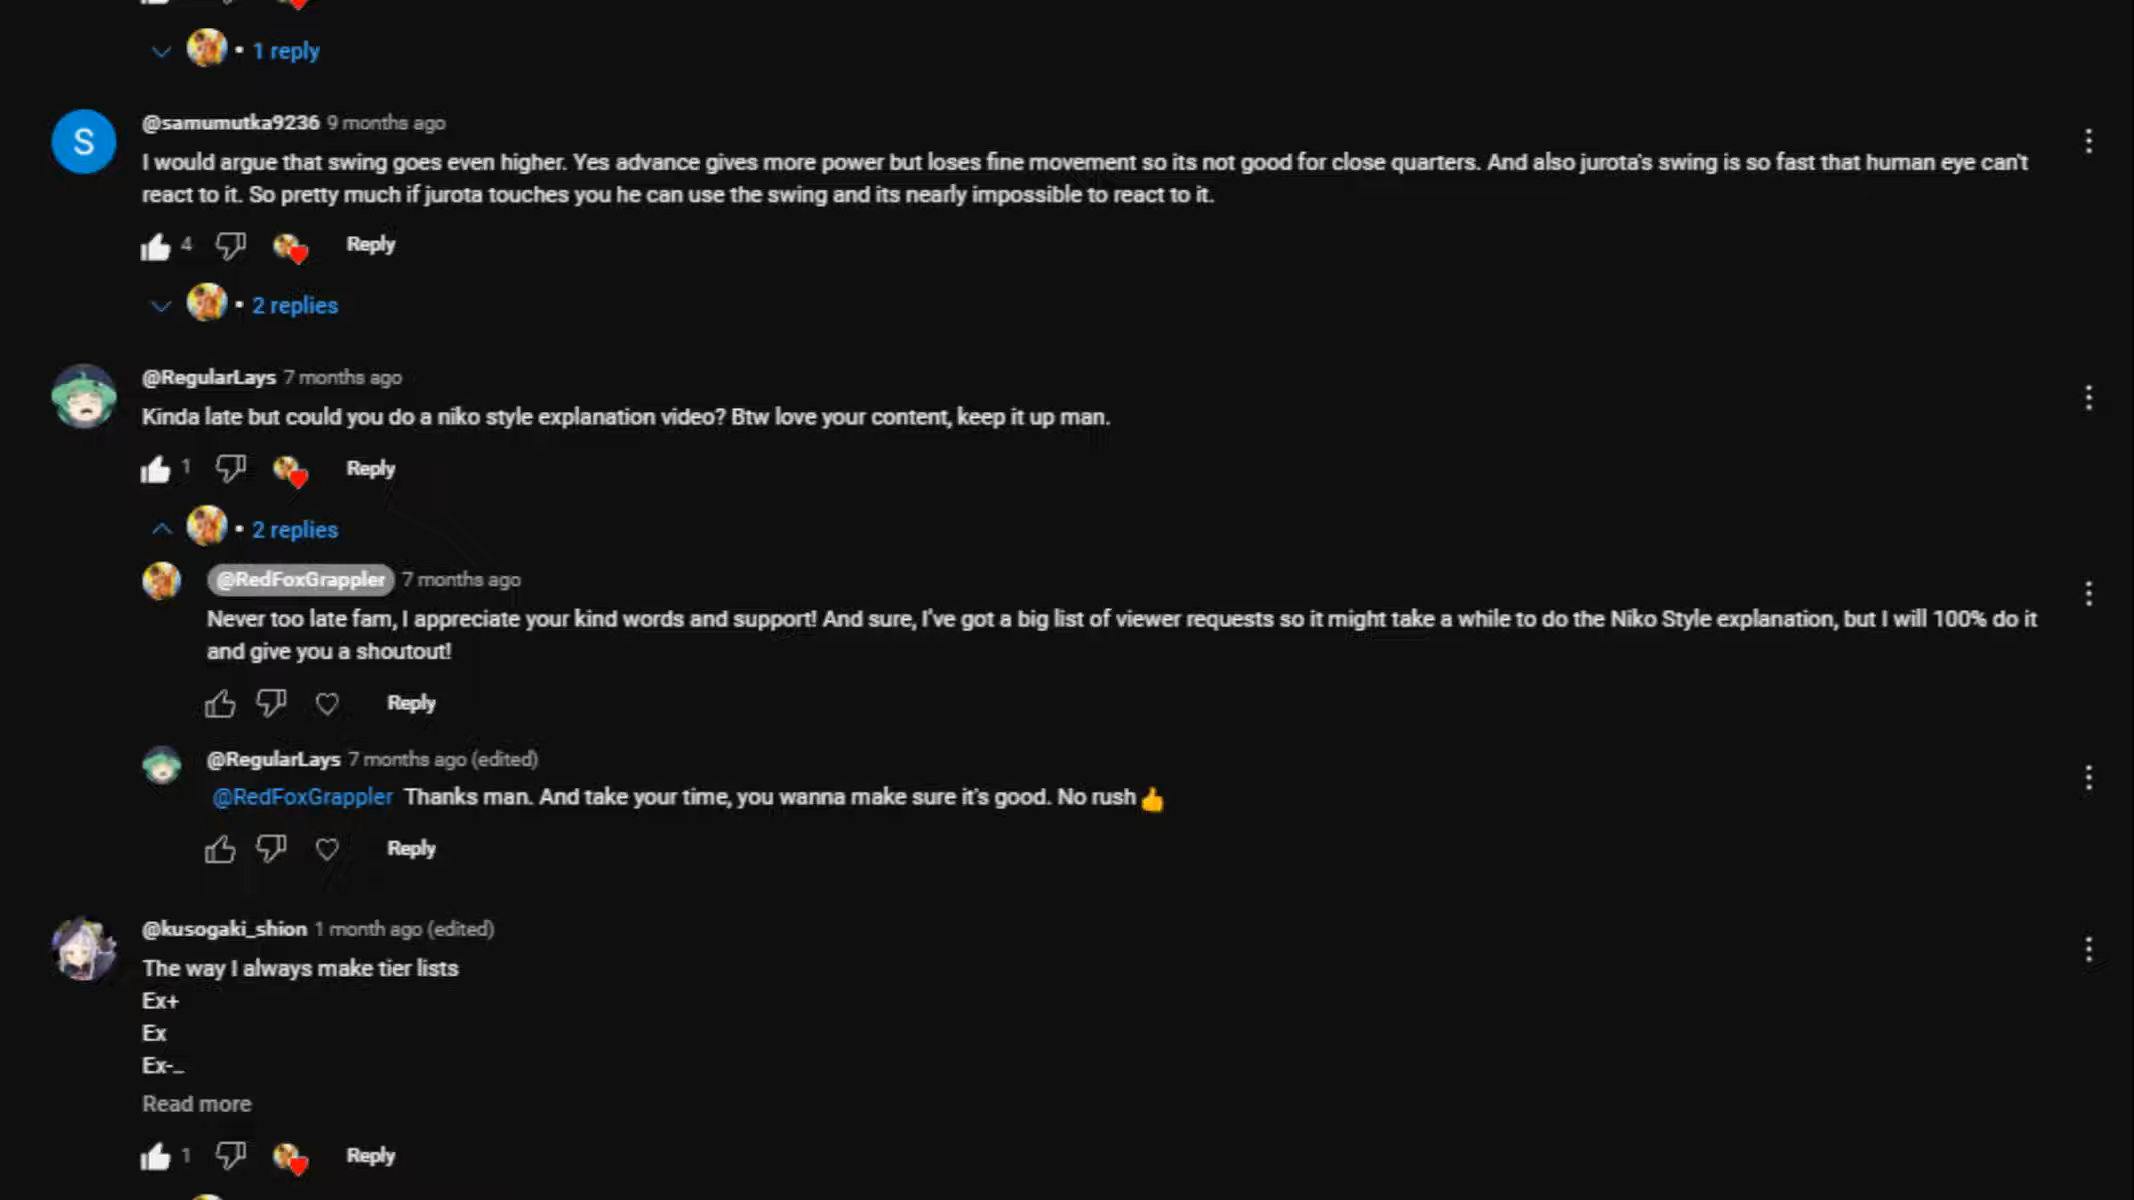 1 reply
S
@samumutka9236 9 months ago
I would argue that swing goes even higher. Yes advance gives more power but loses fine movement so its not good for close quarters. And also jurota's swing is so fast that human eye can't
react to it. So pretty much if jurota touches you he can use the swing and its nearly impossible to react to it.
4 Reply
2 replies
@RegularLays 7 months ago
Kinda late but could you do a niko style explanation video? Btw love your content, keep it up man.
1 Reply
2 replies
@RedFoxGrappler 7 months ago
Never too late fam, I appreciate your kind words and support! And sure, I've got a big list of viewer requests so it might take a while to do the Niko Style explanation, but I will 100% do it
and give you a shoutout!
Reply
@RegularLays 7 months ago (edited)
@RedFoxGrappler Thanks man. And take your time, you wanna make sure it's good. No rush👍
Reply
@kusogaki_shion 1 month ago (edited)
The way I always make tier lists
Ex+
Ex
Ex-_
Read more
1 Reply